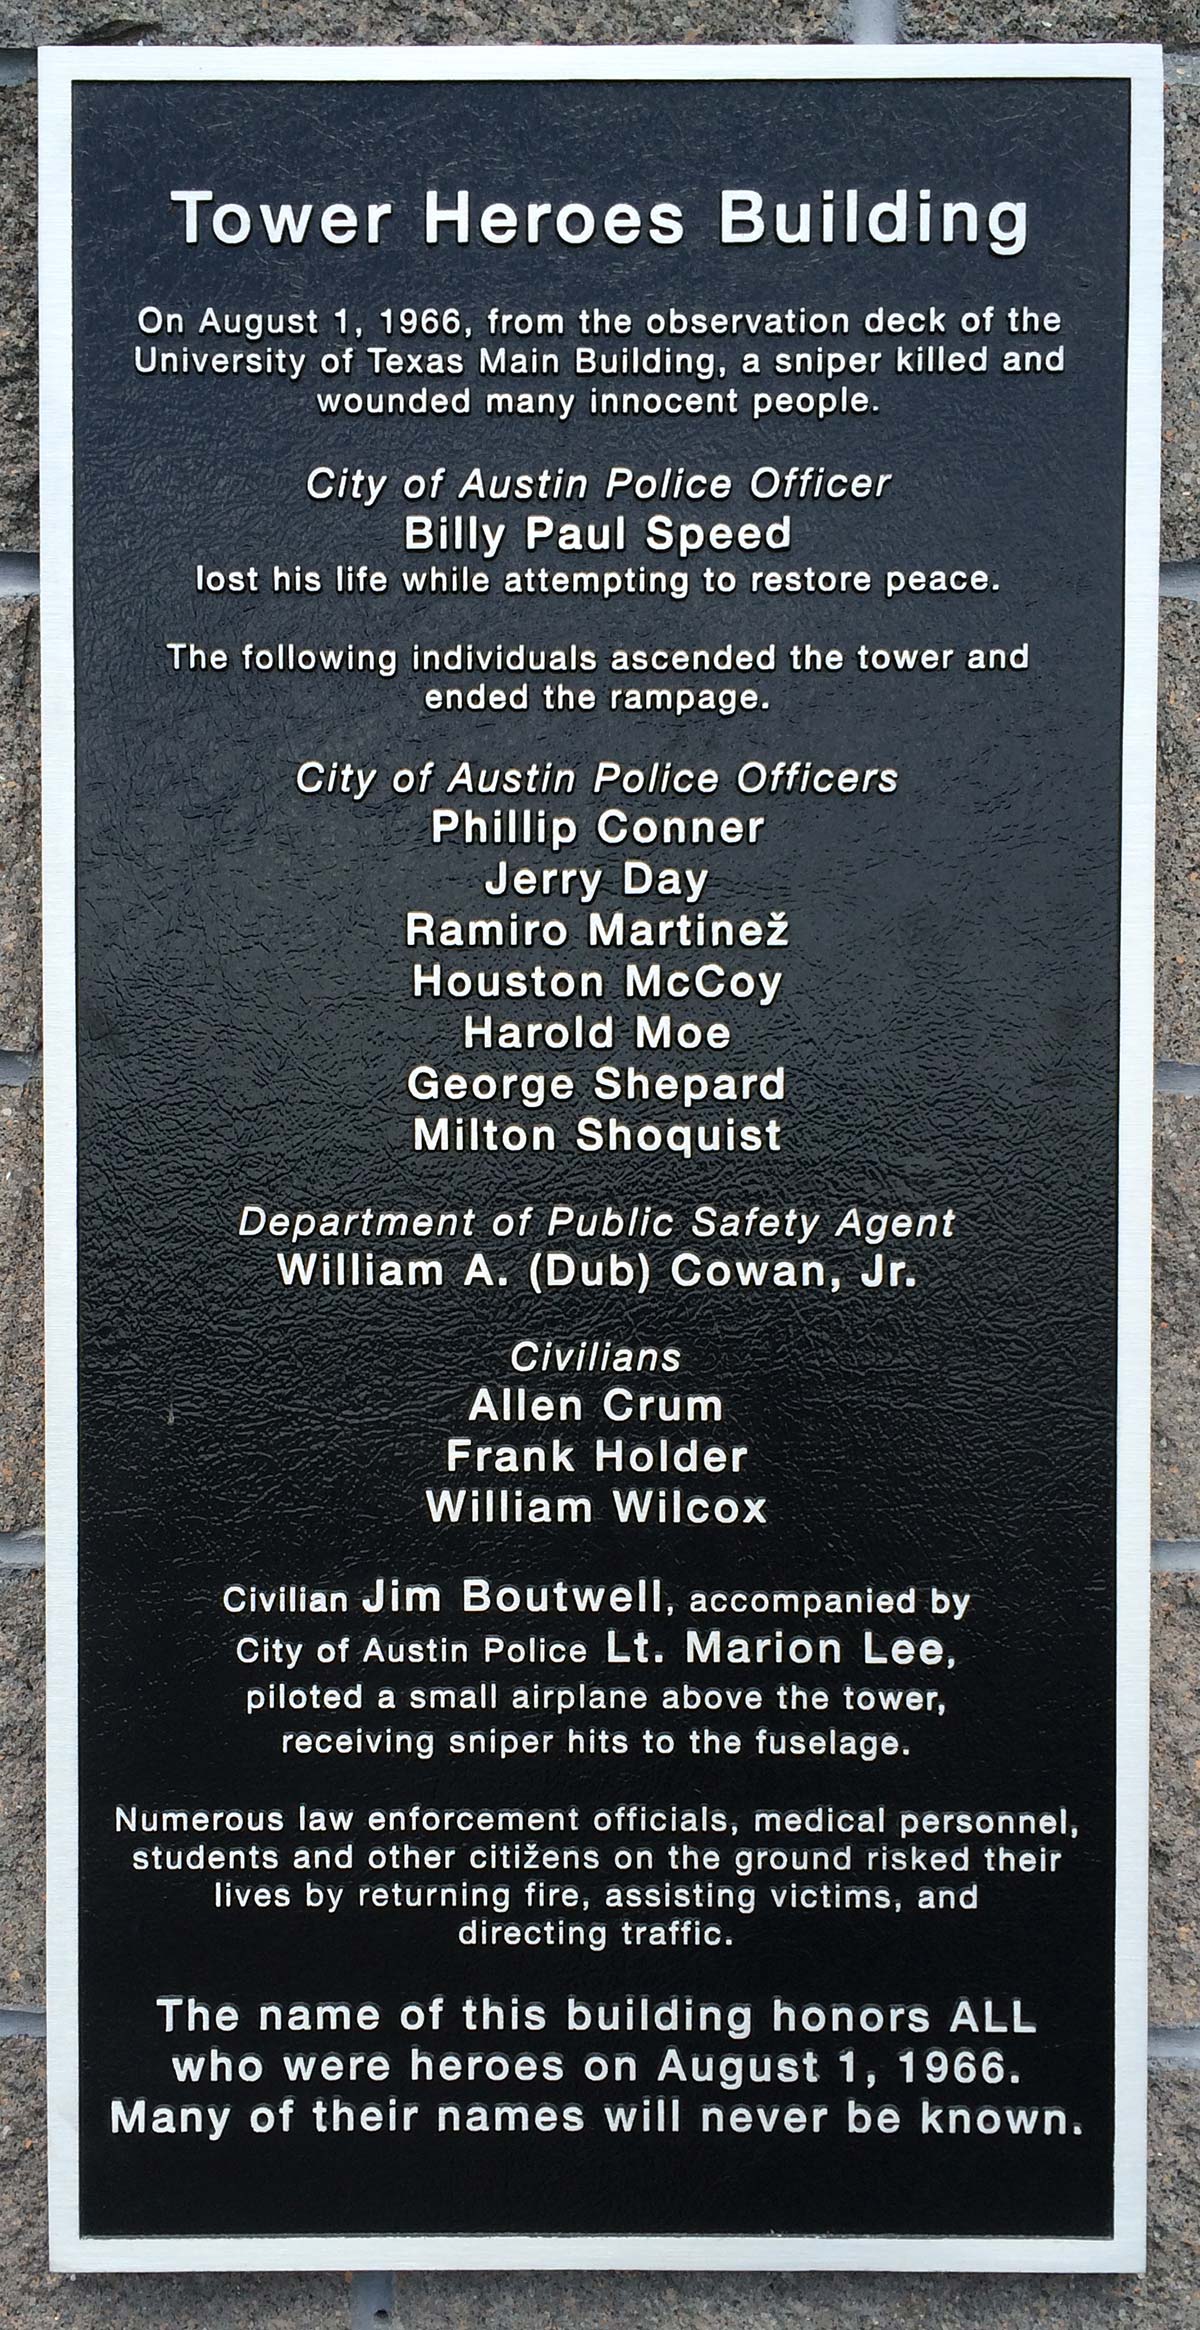 Tower Heroes Building
On August 1, 1966, from the observation deck of the
University of Texas Main Building, a sniper killed and
wounded many innocent people.
City of Austin Police Officer
Billy Paul Speed
lost his life while attempting to restore peace.
The following individuals ascended the tower and
ended the rampage.
City of Austin Police Officers
Phillip Conner
Jerry Day
Ramiro Martinež
Houston McCoy
Harold Moe
George Shepard
Milton Shoquist
Department of Public Safety Agent
William A. (Dub) Cowan, Jr.
Civilians
Allen Crum
Frank Holder
William Wilcox
Civilian Jim Boutwell, accompanied by
City of Austin Police Lt. Marion Lee,
piloted a small airplane above the tower,
receiving sniper hits to the fuselage.
Numerous law enforcement officials, medical personnel,
students and other citižens on the ground risked their
lives by returning fire, assisting victims, and
directing traffic.
The name of this building honors ALL
who were heroes on August 1, 1966.
Many of their names will never be known.